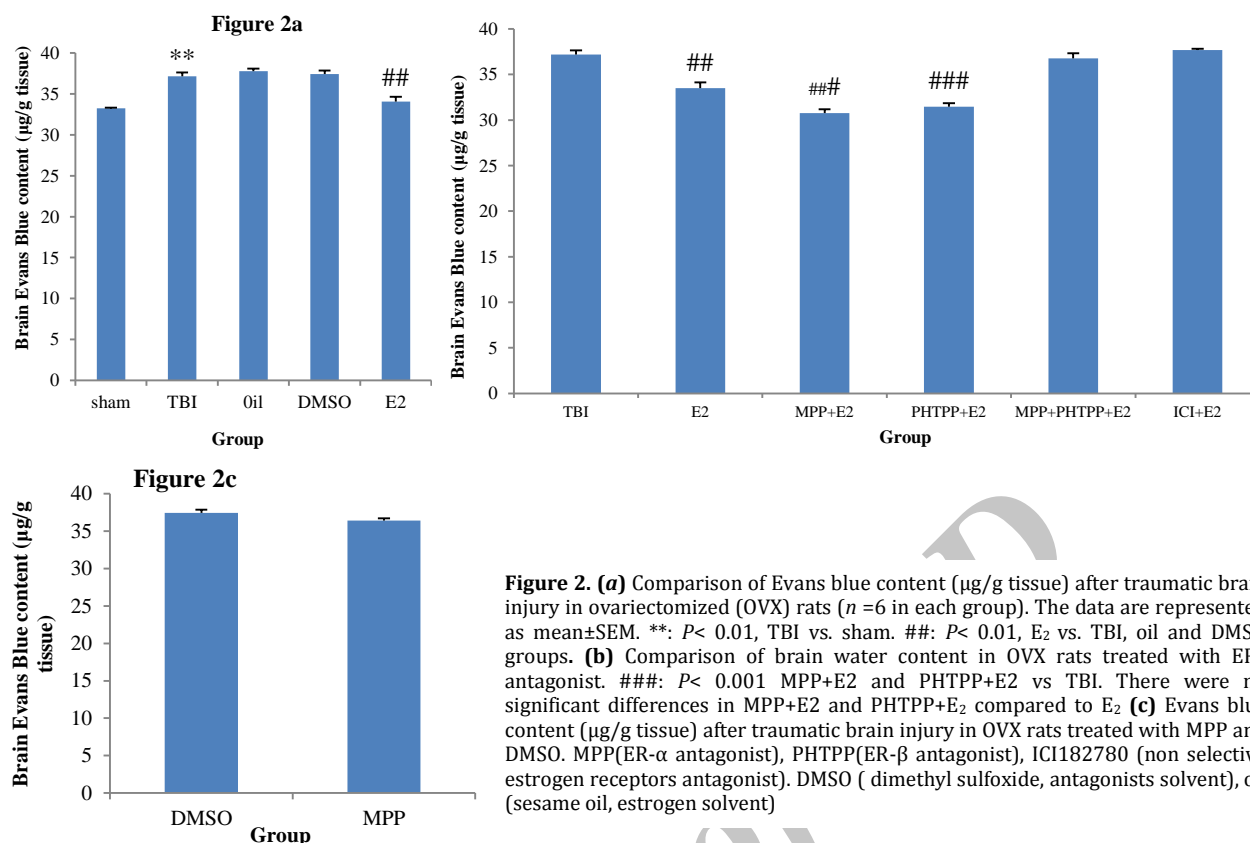 Figure 2a
Brain Evans Blue content (µg/g tissue)
40
35
30
25
20
15
10
5
0
**
##
sham TBI 0il DMSO E2
Group
Brain Evans Blue content (µg/g tissue)
40
35
30
25
20
15
10
5
0
##
###
###
TBI E2 MPP+E2 PHTPP+E2 MPP+PHTPP+E2 ICI+E2
Group
Figure 2c
Brain Evans Blue content (µg/g
tissue)
40
35
30
25
20
15
10
5
0
DMSO MPP
Group
Figure 2. (a) Comparison of Evans blue content (µg/g tissue) after traumatic brain
injury in ovariectomized (OVX) rats (n =6 in each group). The data are represente
as mean±SEM. **: P< 0.01, TBI vs. sham. ##: P< 0.01, E₂ vs. TBI, oil and DMS
groups. (b) Comparison of brain water content in OVX rats treated with ER
antagonist. ###: P< 0.001 MPP+E2 and PHTPP+E2 vs TBI. There were n
significant differences in MPP+E2 and PHTPP+E₂ compared to E₂ (c) Evans blu
content (µg/g tissue) after traumatic brain injury in OVX rats treated with MPP an
DMSO. MPP(ER-α antagonist), PHTPP(ER-β antagonist), ICI182780 (non selectiv
estrogen receptors antagonist). DMSO ( dimethyl sulfoxide, antagonists solvent), o
(sesame oil, estrogen solvent)